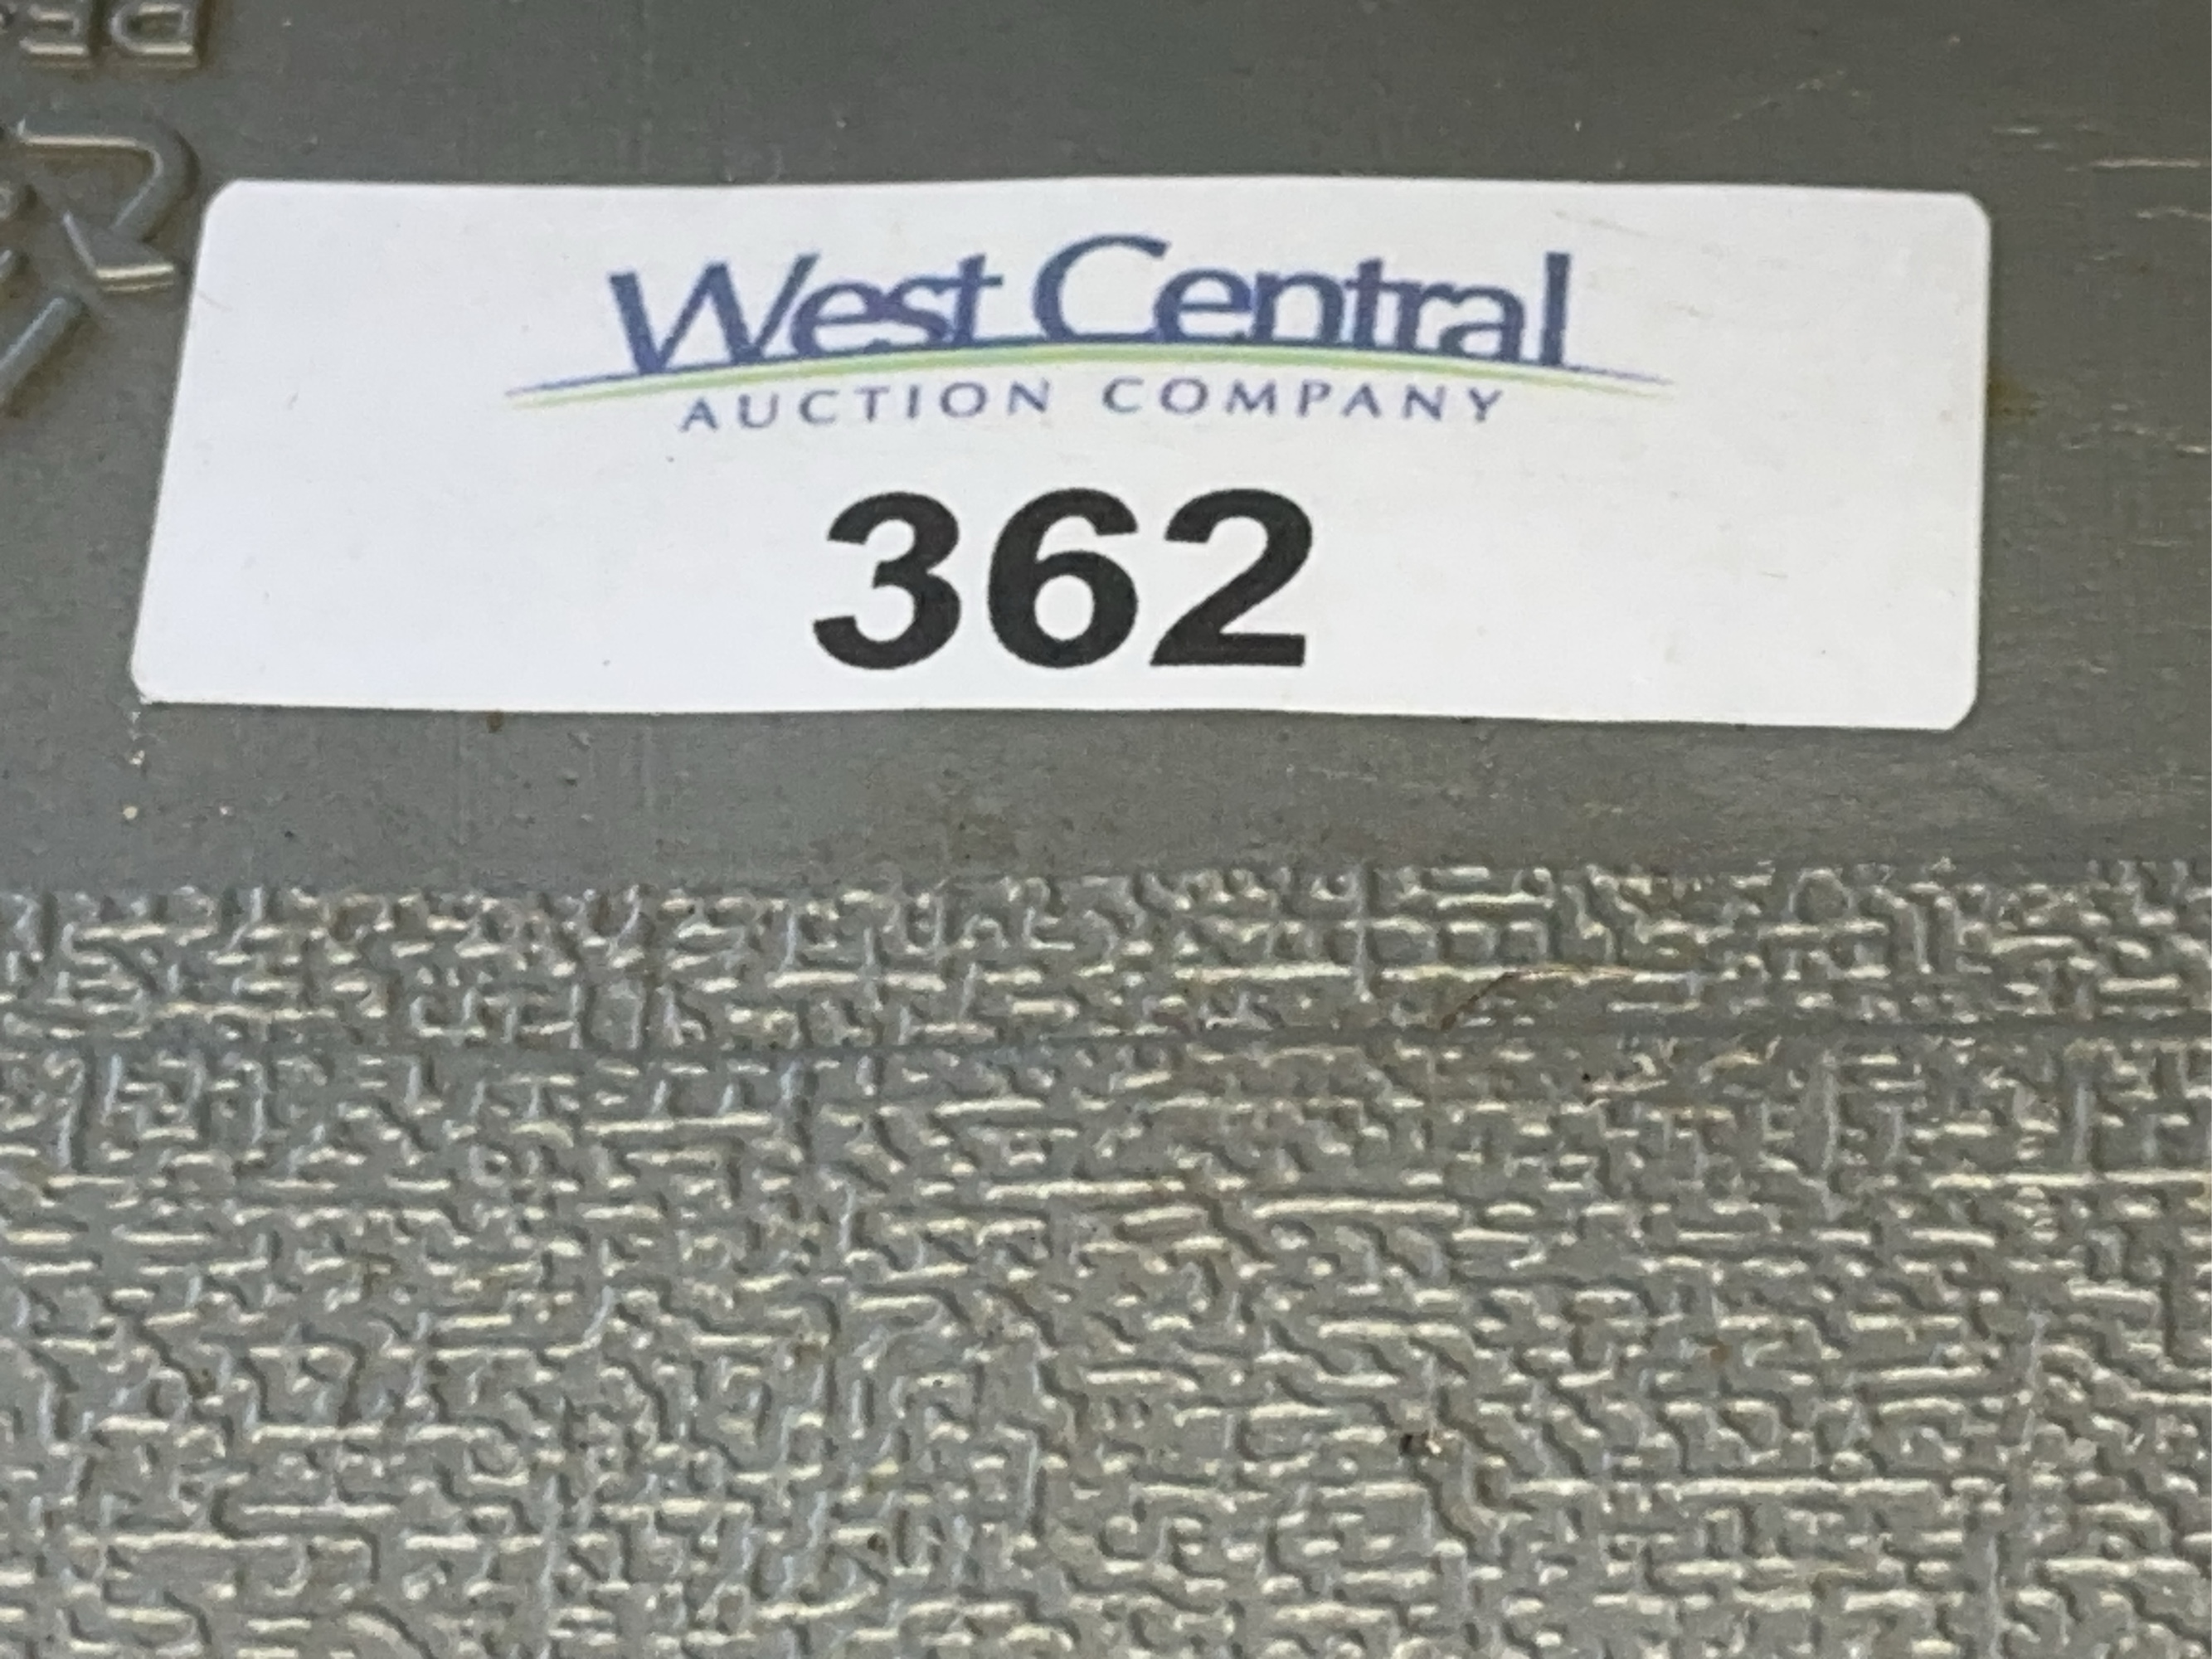 West Central
AUCTION COMPANY
362